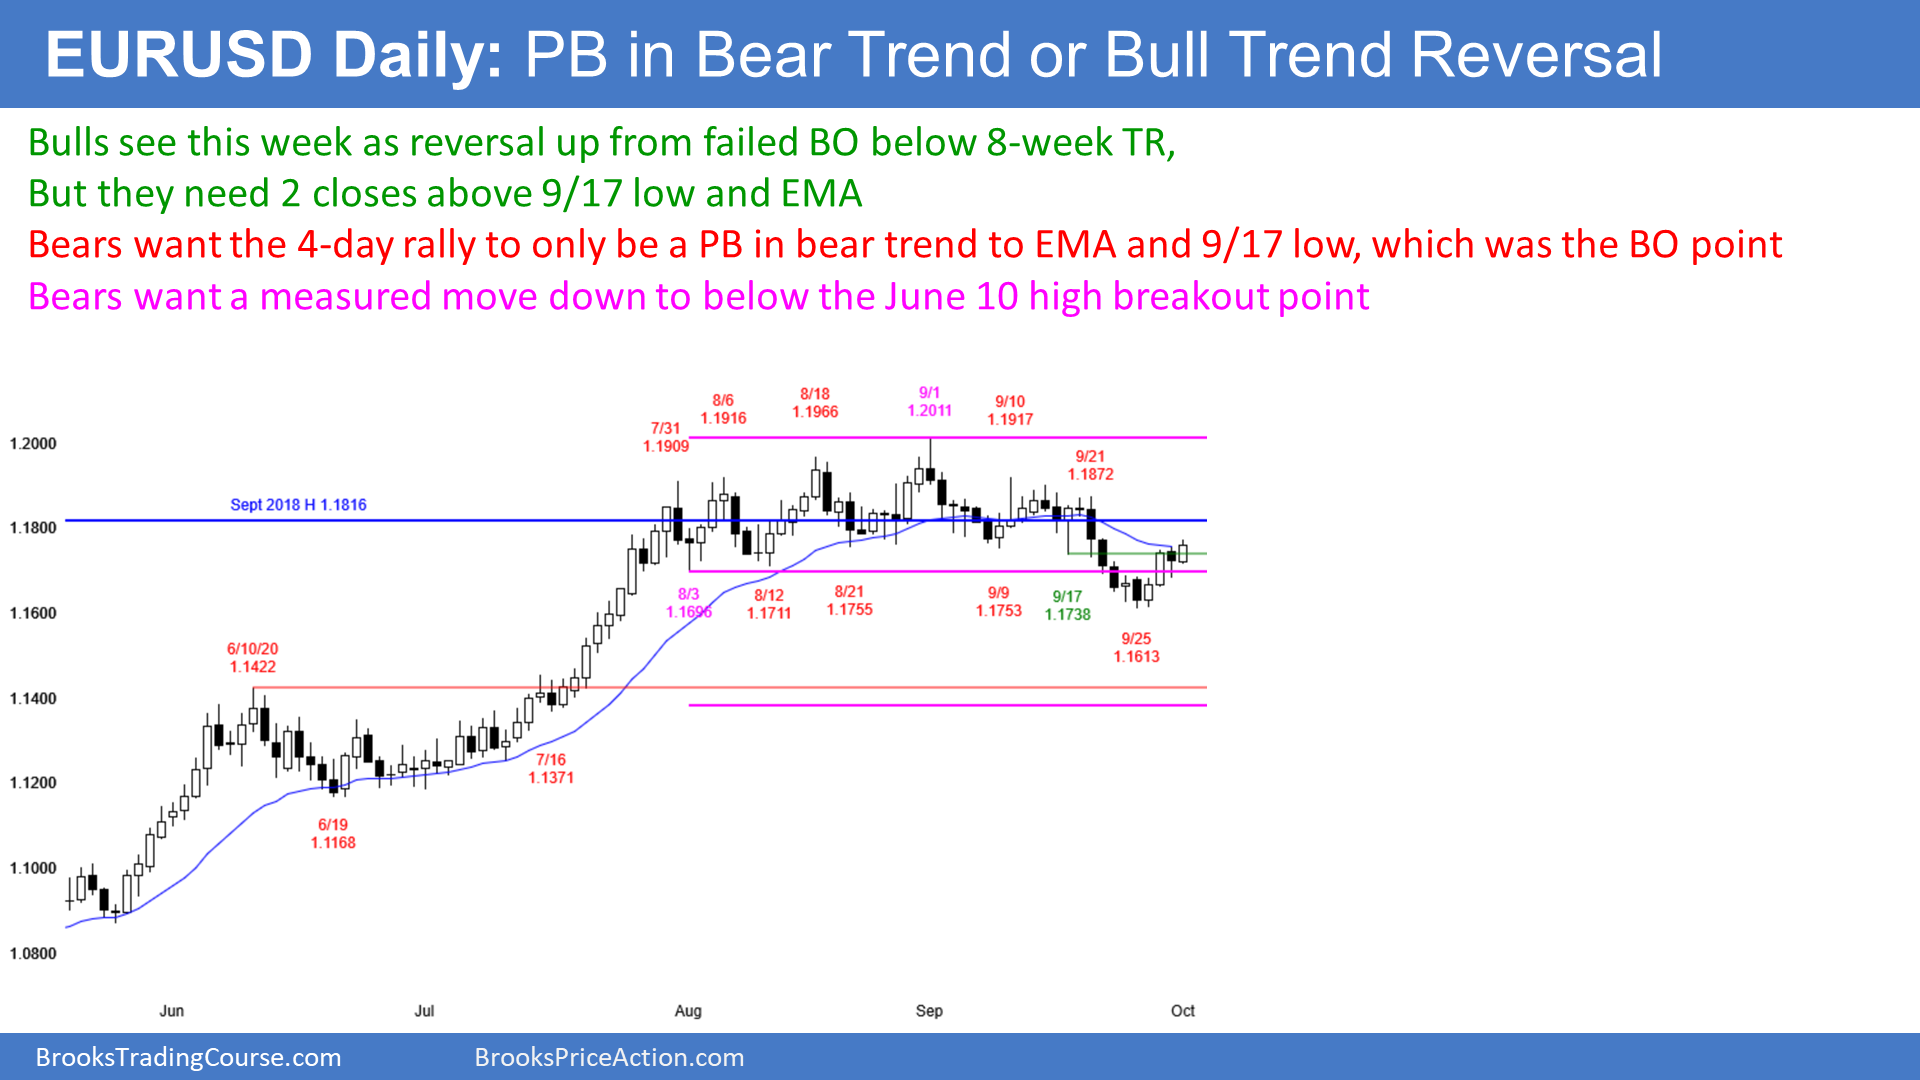 EURUSD Daily: PB in Bear Trend or Bull Trend Reversal
Bulls see this week as reversal up from failed BO below 8-week TR,
But they need 2 closes above 9/17 low and EMA
Bears want the 4-day rally to only be a PB in bear trend to EMA and 9/17 low, which was the BO point
Bears want a measured move down to below the June 10 high breakout point
9/1
1.2011
8/18
1.1966
8/6
1.1916
9/10
1.1917
7/31
1.1909
1.2000
9/21
1.1872
Sept 2018 H 1.1816
1.1800
8/3
1.1696
8/12
1.1711
8/21
1.1755
9/9
1.1753
9/17
1.1738
1.1600
9/25
1.1613
6/10/20
1.1422
1.1400
7/16
1.1371
1.1200
6/19
1.1168
1.1000
1.0800
Jun
Jul
Aug
Sep
Oct
BrooksTradingCourse.com
BrooksPriceAction.com